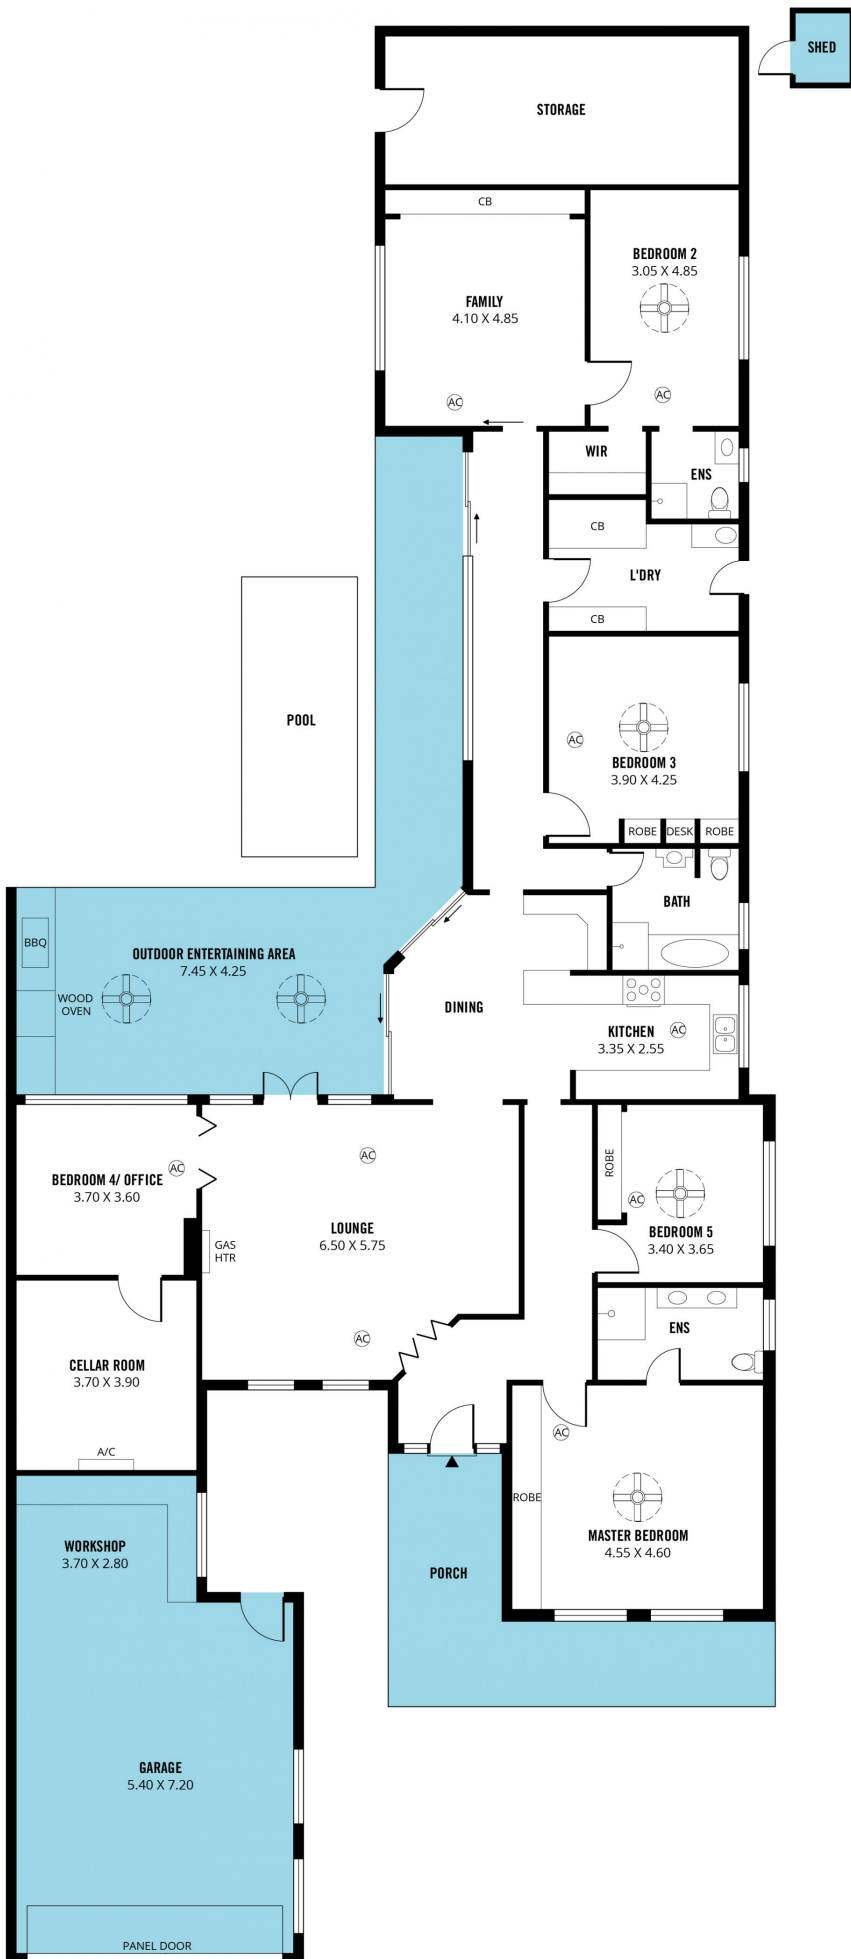 SHED
STORAGE
CB
BEDROOM 2
3.05 X 4.85
FAMILY
4.10 X 4.85
AC
AC
WIR
ENS
CB
L'DRY
CB
POOL
AC
BEDROOM 3
3.90 X 4.25
ROBE
DESK
ROBE
BATH
BBQ
OUTDOOR ENTERTAINING AREA
7.45 X 4.25
WOOD
OVEN
DINING
KITCHEN
3.35 X 2.55
AC
BEDROOM 4/ OFFICE
3.70 X 3.60
AC
AC
ROBE
AC
BEDROOM 5
3.40 X 3.65
LOUNGE
6.50 X 5.75
GAS
HTR
AC
ENS
CELLAR ROOM
3.70 X 3.90
A/C
AC
ROBE
MASTER BEDROOM
4.55 X 4.60
WORKSHOP
3.70 X 2.80
PORCH
GARAGE
5.40 X 7.20
PANEL DOOR